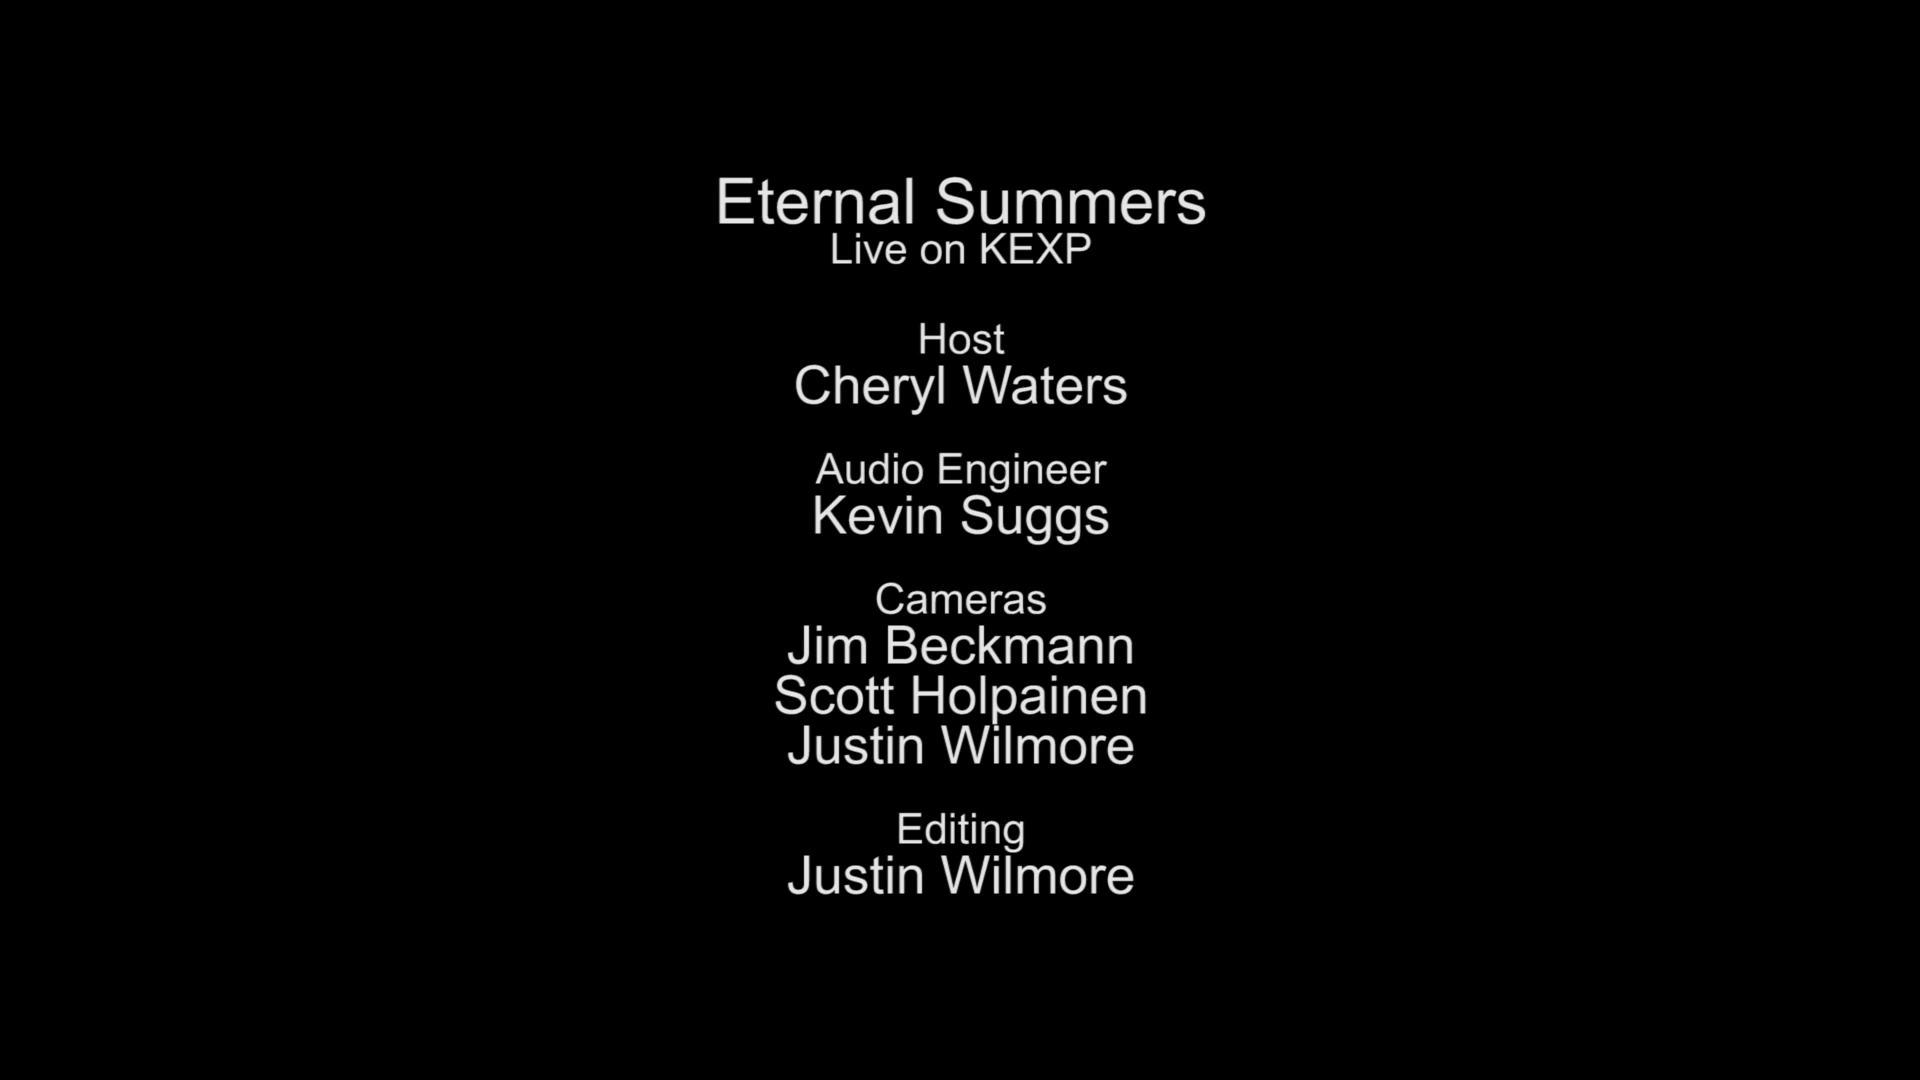 Eternal Summers
Live on KEXP
Host
Cheryl Waters
Audio Engineer
Kevin Suggs
Cameras
Jim Beckmann
Scott Holpainen
Justin Wilmore
Editing
Justin Wilmore